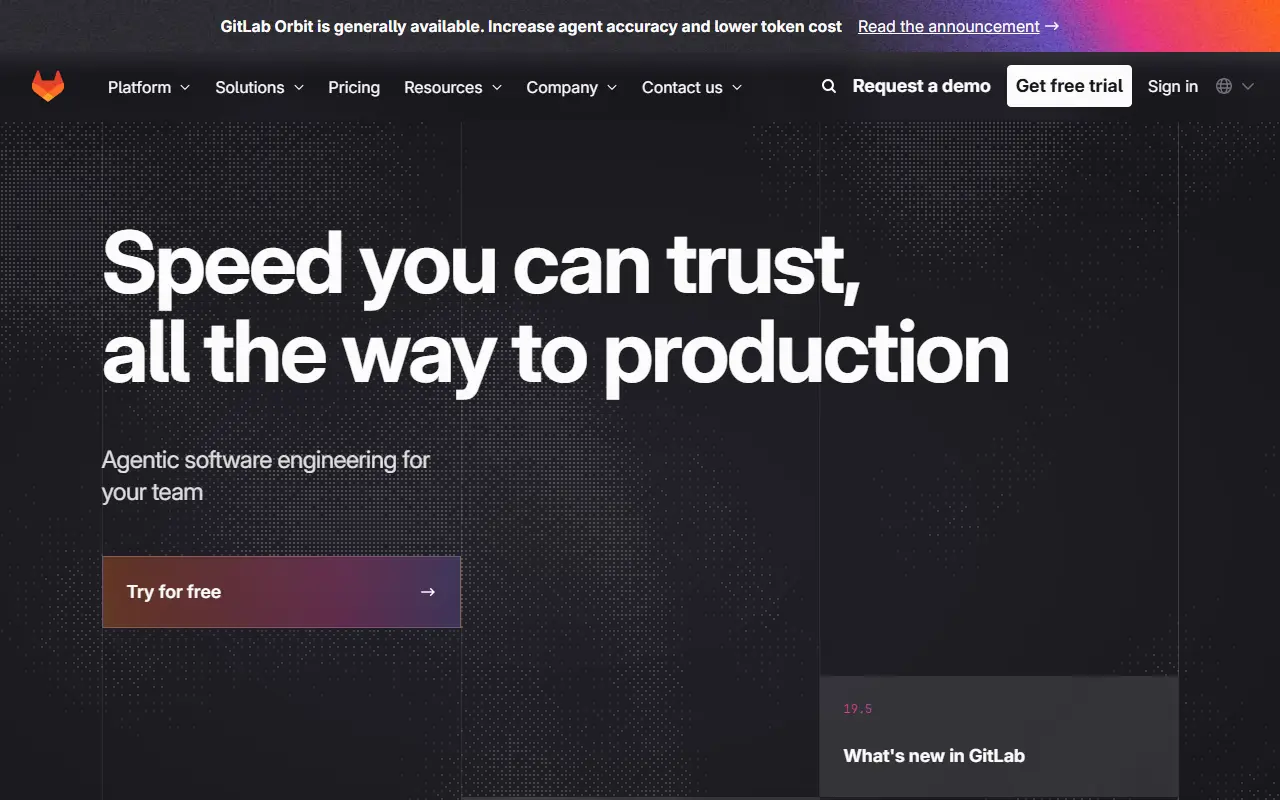 GitLab Orbit is generally available. Increase agent accuracy and lower token cost Read the announcement →
Platform Solutions Pricing Resources Company Contact us Request a demo Get free trial Sign in
Speed you can trust,
all the way to production
Agentic software engineering for
your team
Try for free →
19.5
What's new in GitLab